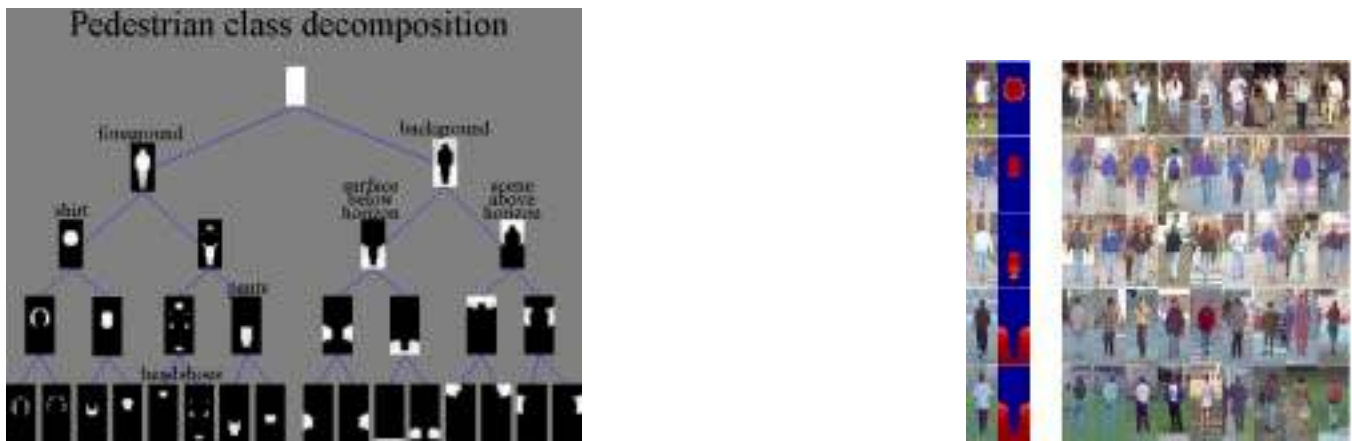 Pedestrian class decomposition
foreground
background
shirt
surface
below
horizon
scene
above
horizon
pants
head/shoes